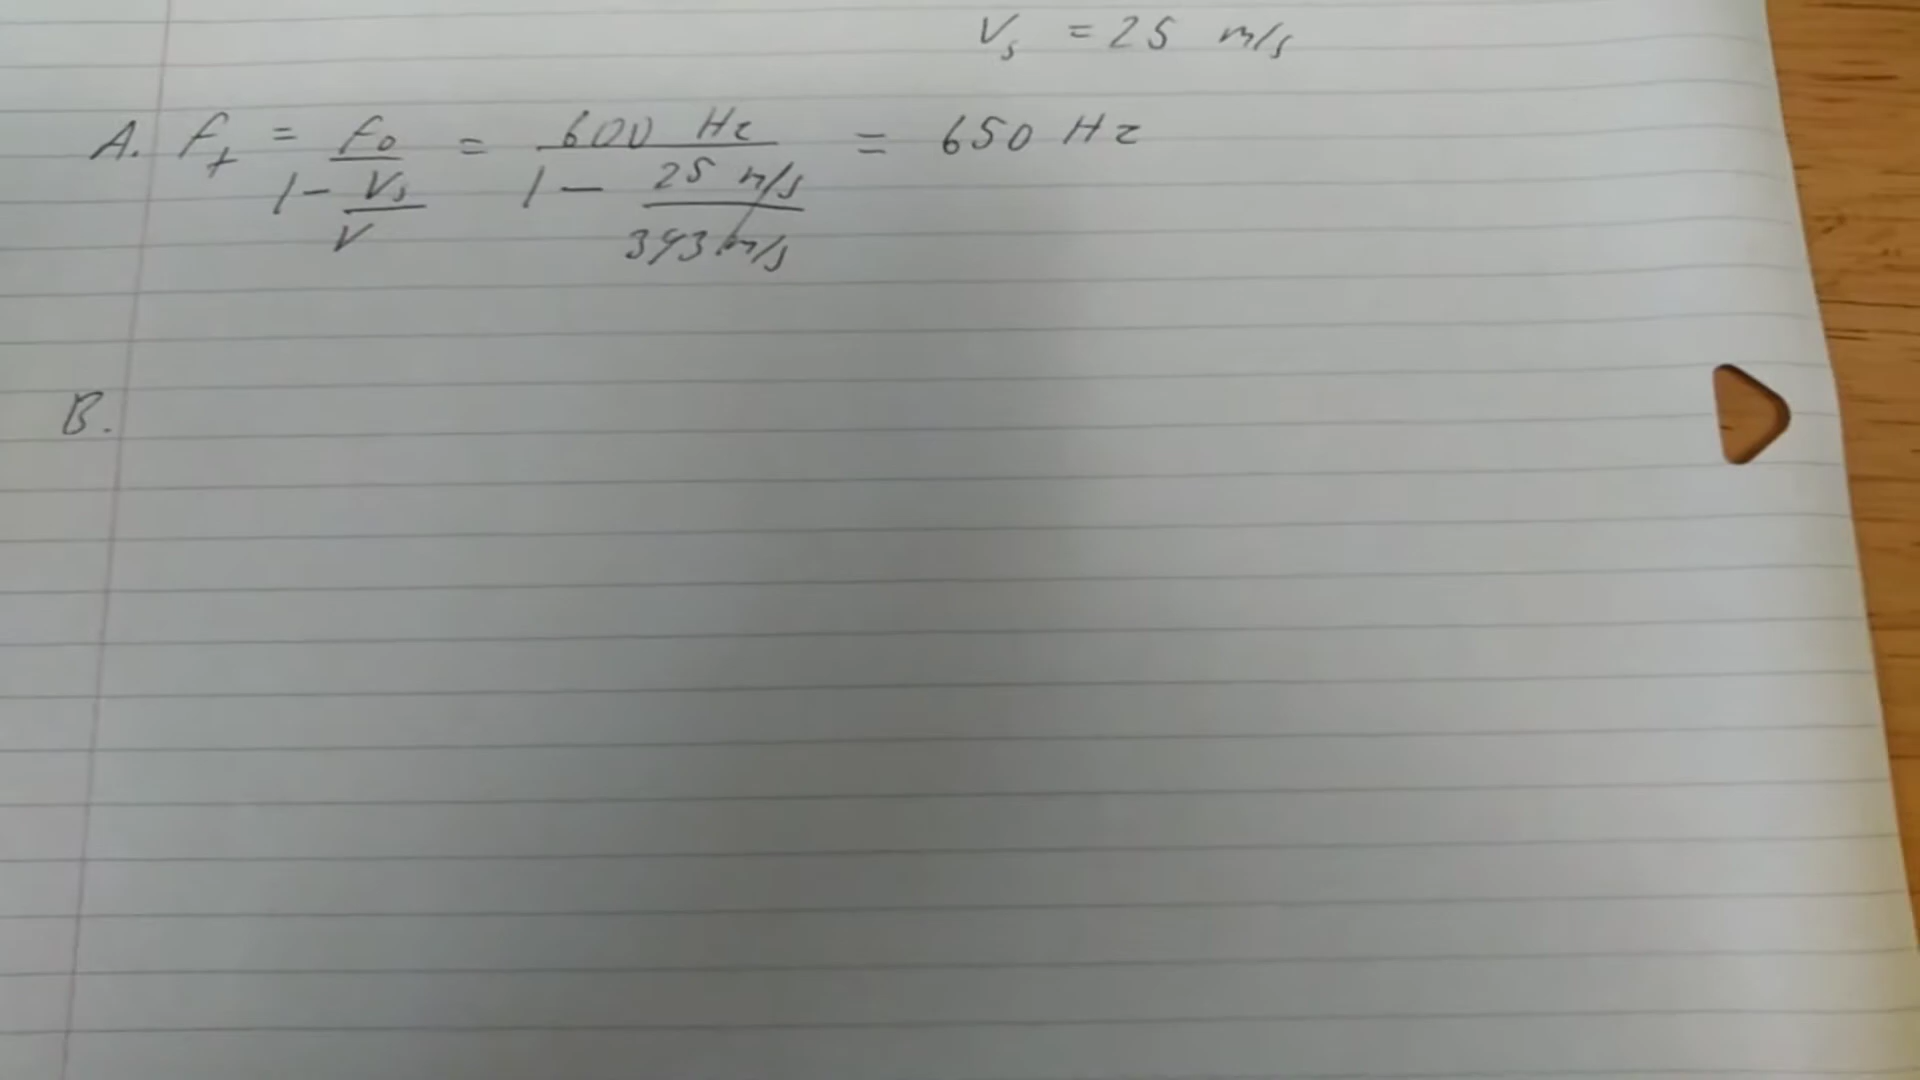 Vs = 25 m/s
A. f+ = f0 / (1 - Vs/V) = 600 Hz / (1 - 25 m/s / 343 m/s) = 650 Hz
B.